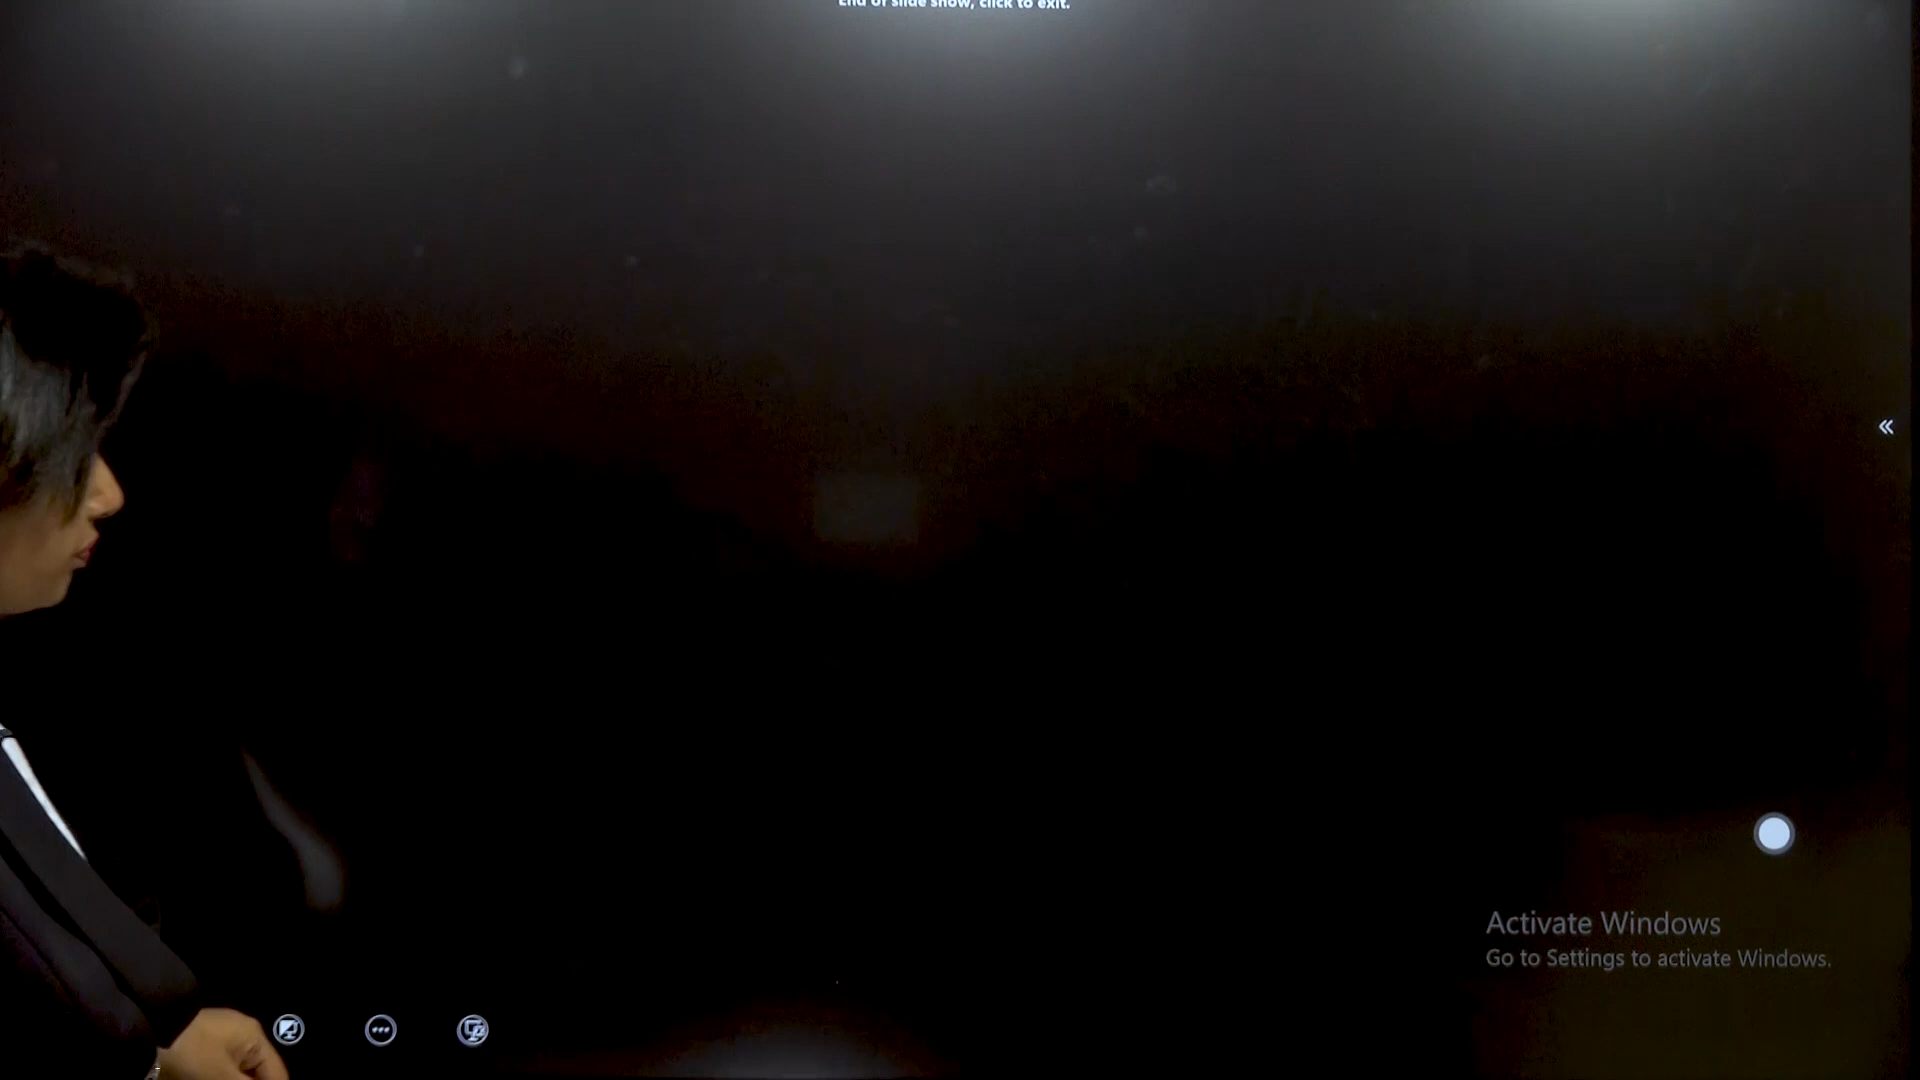 End of slide show, click to exit.
Activate Windows
Go to Settings to activate Windows.